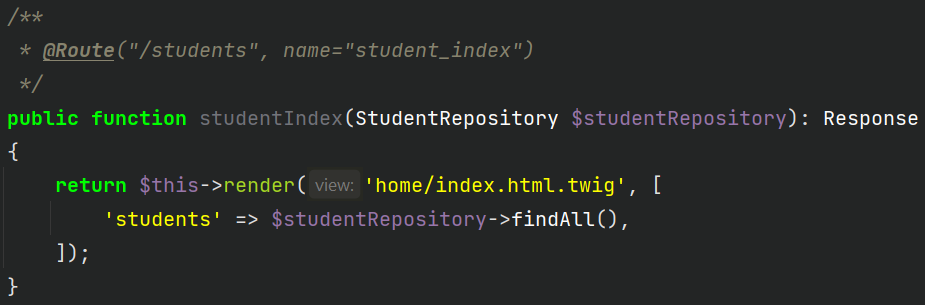 /**
 * @Route("/students", name="student_index")
 */
public function studentIndex(StudentRepository $studentRepository): Response
{
    return $this->render( view: 'home/index.html.twig', [
        'students' => $studentRepository->findAll(),
    ]);
}